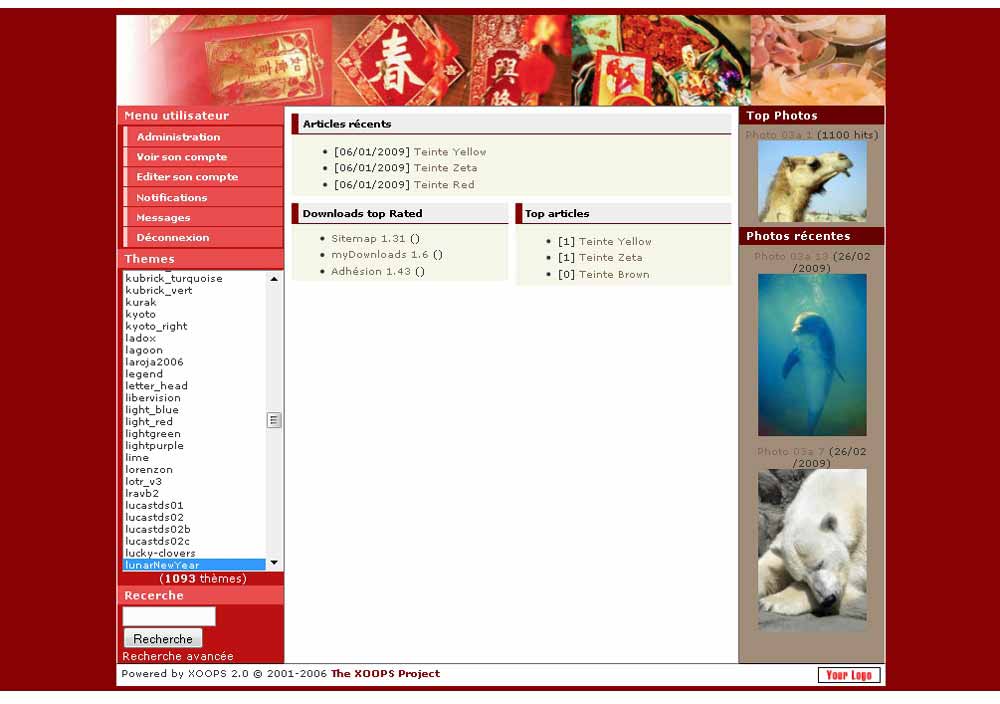 春
Menu utilisateur
Administration
Voir son compte
Editer son compte
Notifications
Messages
Déconnexion
Themes
kubrick_turquoise
kubrick_vert
kurak
kyoto
kyoto_right
ladox
lagoon
laroja2006
legend
letter_head
libervision
light_blue
light_red
lightgreen
lightpurple
lime
lorenzon
lotr_v3
lravb2
lucastds01
lucastds02
lucastds02b
lucastds02c
lucky-clovers
lunarNewYear
(1093 thèmes)
Recerche
Recherche
Recherche avancée
Articles récents
[06/01/2009] Teinte Yellow
[06/01/2009] Teinte Zeta
[06/01/2009] Teinte Red
Downloads top Rated
Sitemap 1.31 ()
myDownloads 1.6 ()
Adhésion 1.43 ()
Top articles
[1] Teinte Yellow
[1] Teinte Zeta
[0] Teinte Brown
Top Photos
Photo 03a 1 (1100 hits)
Photos récentes
Photo 03a 13 (26/02
/2009)
Photo 03a 7 (26/02
/2009)
Powered by XOOPS 2.0 © 2001-2006 The XOOPS Project
Your Logo